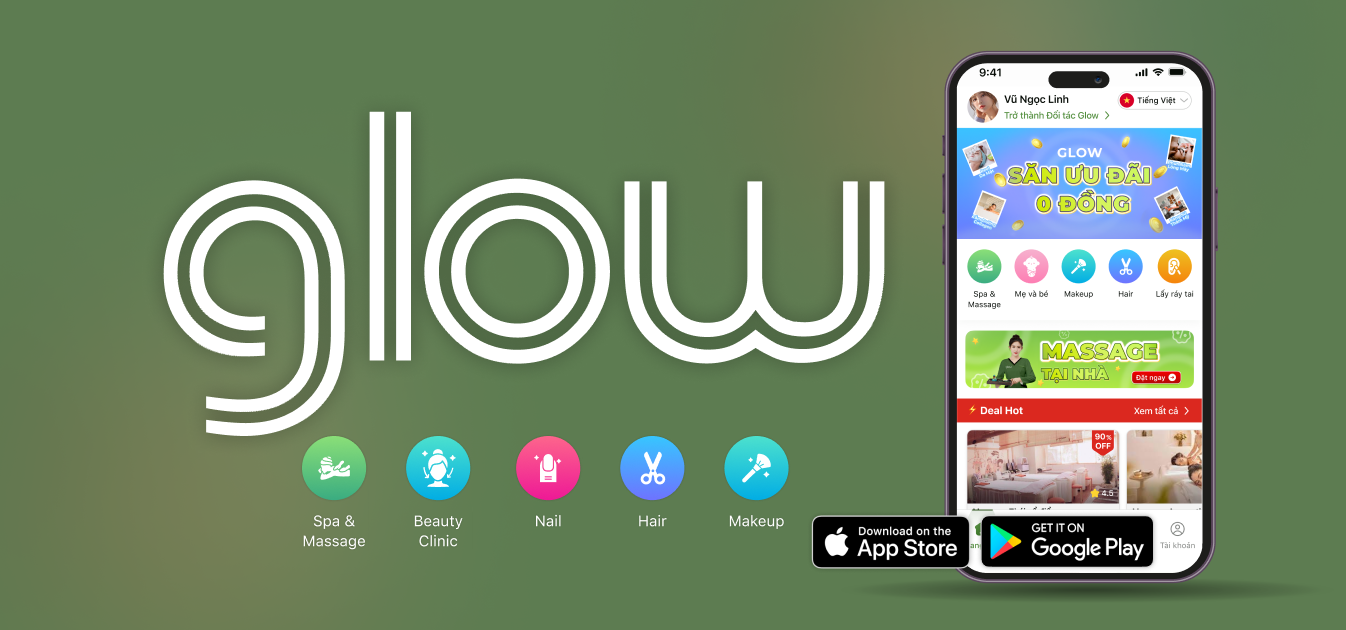 glow
Spa &
Massage
Beauty
Clinic
Nail
Hair
Makeup
9:41
Vũ Ngọc Linh
Trở thành Đối tác Glow
Tiếng Việt
GLOW
SĂN ƯU ĐÃI
0 ĐỒNG
Spa &
Massage
Mẹ và bé
Makeup
Hair
Lấy ráy tai
MASSAGE
TẠI NHÀ
Đặt ngay
Deal Hot
Xem tất cả
90%
OFF
4.5
Tài khoản
Download on the
App Store
GET IT ON
Google Play